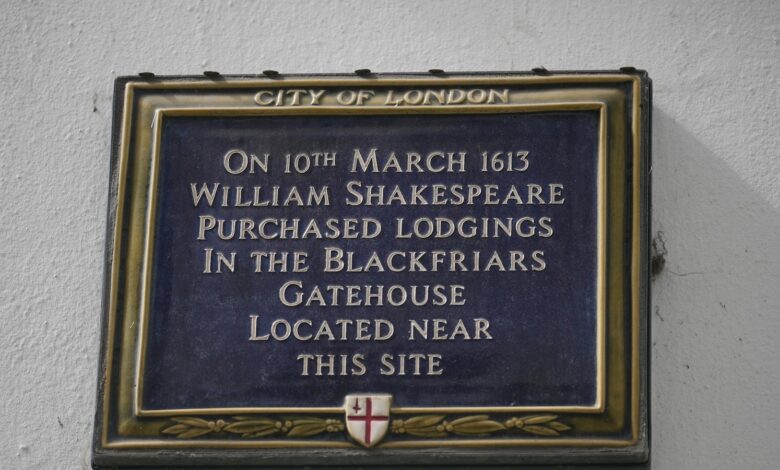 CITY OF LONDON
ON 10TH MARCH 1613
WILLIAM SHAKESPEARE
PURCHASED LODGINGS
IN THE BLACKFRIARS
GATEHOUSE
LOCATED NEAR
THIS SITE